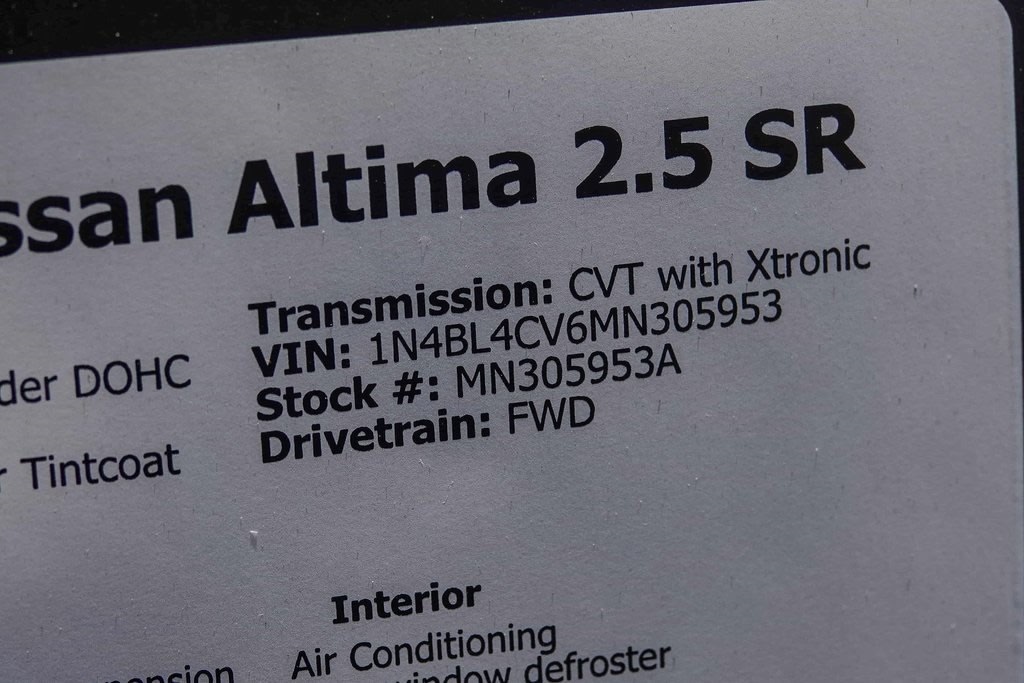 ssan Altima 2.5 SR
Transmission: CVT with Xtronic
VIN: 1N4BL4CV6MN305953
der DOHC
Stock #: MN305953A
Drivetrain: FWD
r Tintcoat
Interior
Air Conditioning
window defroster
pension